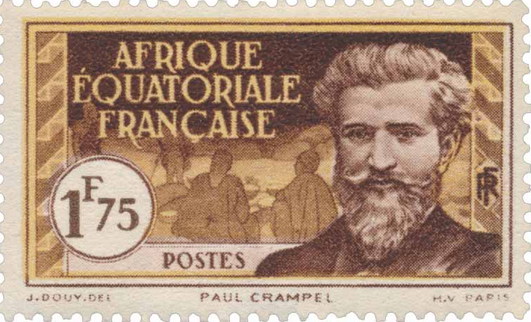 AFRIQUE
ÉQUATORIALE
FRANÇAISE
1F75
RF
POSTES
J.DOUY.DEL PAUL CRAMPEL H.V PARIS